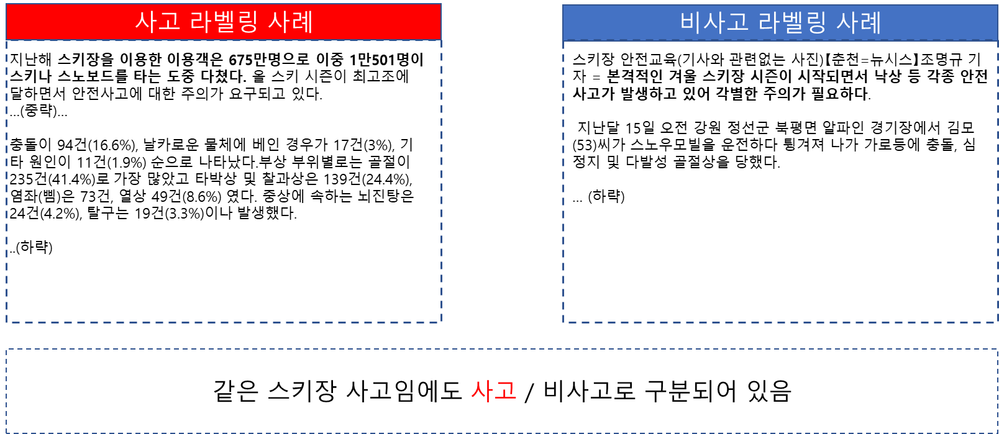 사고 라벨링 사례
지난해 스키장을 이용한 이용객은 675만명으로 이중 1만501명이
스키나 스노보드를 타는 도중 다쳤다. 올 스키 시즌이 최고조에
달하면서 안전사고에 대한 주의가 요구되고 있다.
...(중략)...
충돌이 94건(16.6%), 날카로운 물체에 베인 경우가 17건(3%), 기
타 원인이 11건(1.9%) 순으로 나타났다.부상 부위별로는 골절이
235건(41.4%)로 가장 많았고 타박상 및 찰과상은 139건(24.4%),
염좌(삠)은 73건, 열상 49건(8.6%) 였다. 중상에 속하는 뇌진탕은
24건(4.2%), 탈구는 19건(3.3%)이나 발생했다.
..(하략)
비사고 라벨링 사례
스키장 안전교육(기사와 관련없는 사진)【춘천=뉴시스】조명규 기
자 = 본격적인 겨울 스키장 시즌이 시작되면서 낙상 등 각종 안전
사고가 발생하고 있어 각별한 주의가 필요하다.
지난달 15일 오전 강원 정선군 북평면 알파인 경기장에서 김모
(53)씨가 스노우모빌을 운전하다 튕겨져 나가 가로등에 충돌, 심
정지 및 다발성 골절상을 당했다.
... (하략)
같은 스키장 사고임에도 사고 / 비사고로 구분되어 있음